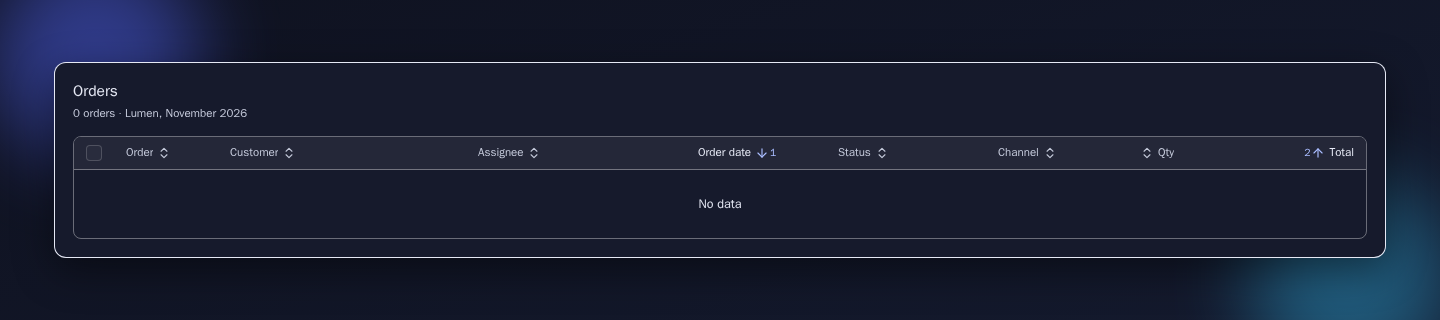 Orders
0 orders · Lumen, November 2026
Order Customer Assignee Order date 1 Status Channel Qty 2 Total
No data